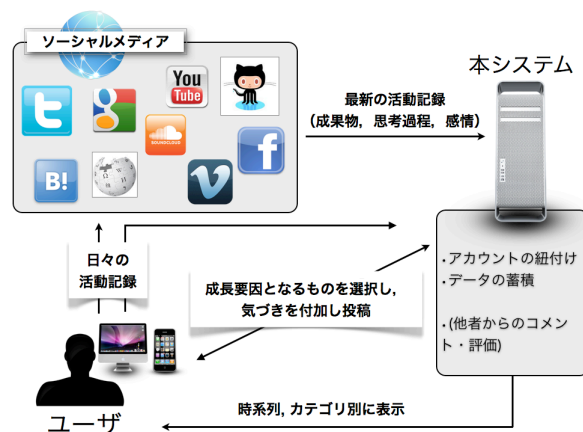 ソーシャルメディア
You
Tube
t
g
SOUNDCLOUD
f
B!
W
v
本システム
最新の活動記録
(成果物, 思考過程, 感情)
・アカウントの紐付け
・データの蓄積
・(他者からのコメン
ト・評価)
日々の
活動記録
成長要因となるものを選択し,
気づきを付加し投稿
時系列, カテゴリ別に表示
ユーザ